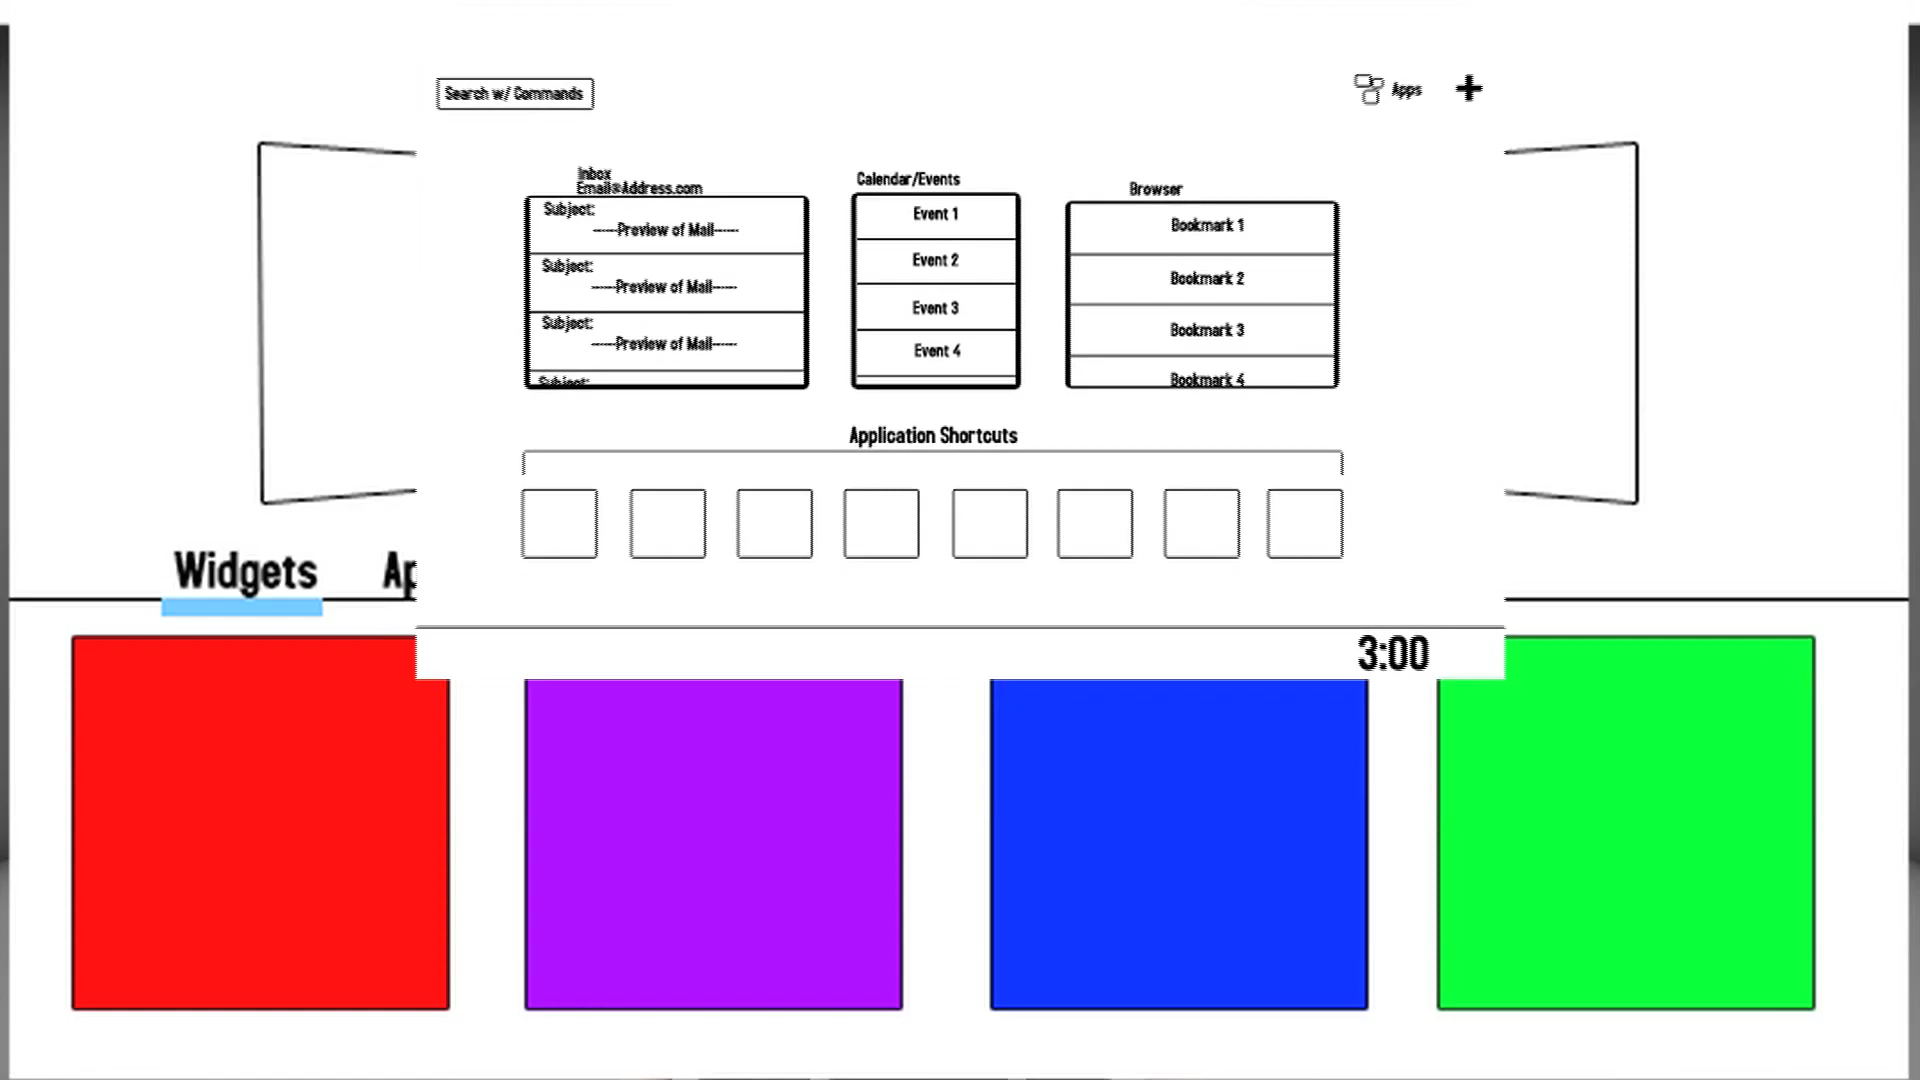 Search w/ Commands
Apps
Inbox
Email@Address.com
Subject:
-----Preview of Mail-----
Subject:
-----Preview of Mail-----
Subject:
-----Preview of Mail-----
Subject:
Calendar/Events
Event 1
Event 2
Event 3
Event 4
Browser
Bookmark 1
Bookmark 2
Bookmark 3
Bookmark 4
Application Shortcuts
Widgets
3:00